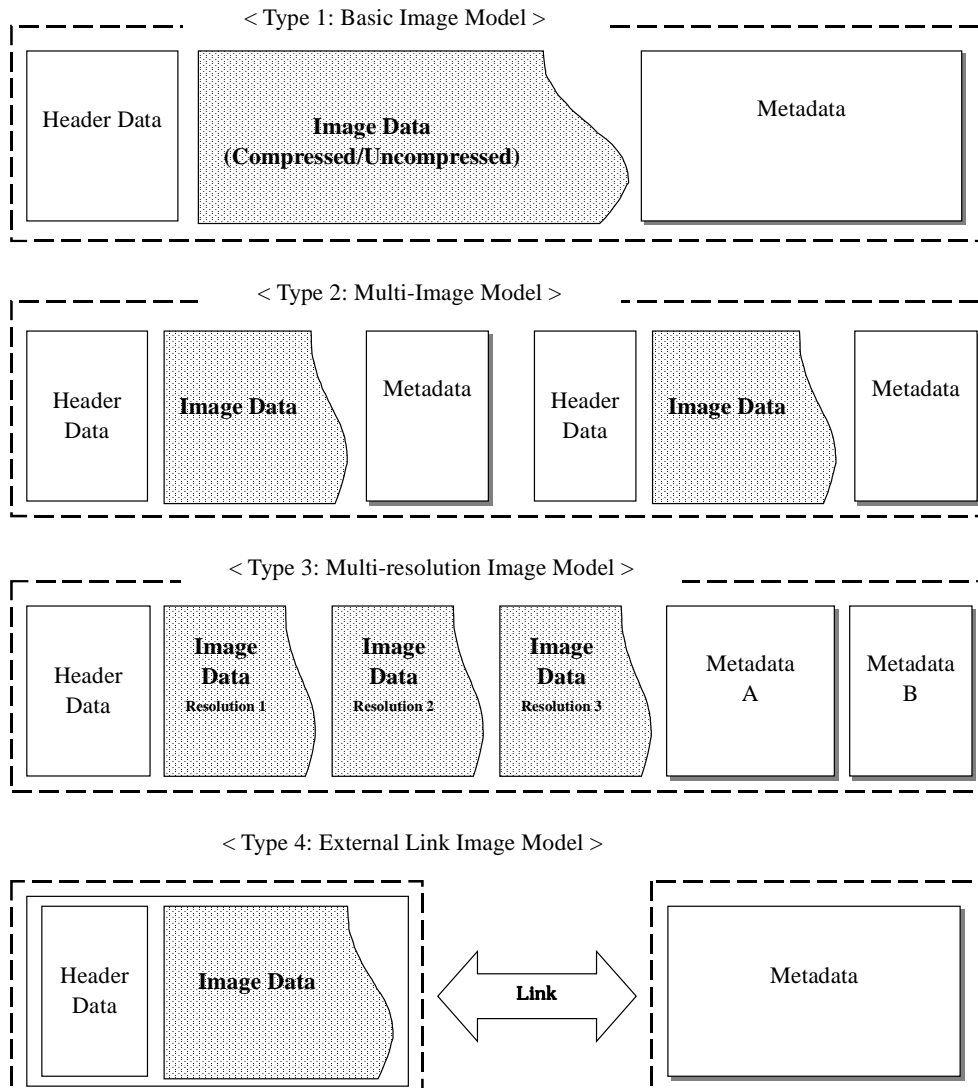 < Type 1: Basic Image Model >
Header Data
Image Data
(Compressed/Uncompressed)
Metadata
< Type 2: Multi-Image Model >
Header
Data
Image Data
Metadata
Header
Data
Image Data
Metadata
< Type 3: Multi-resolution Image Model >
Header
Data
Image
Data
Resolution 1
Image
Data
Resolution 2
Image
Data
Resolution 3
Metadata
A
Metadata
B
< Type 4: External Link Image Model >
Header
Data
Image Data
Link
Metadata